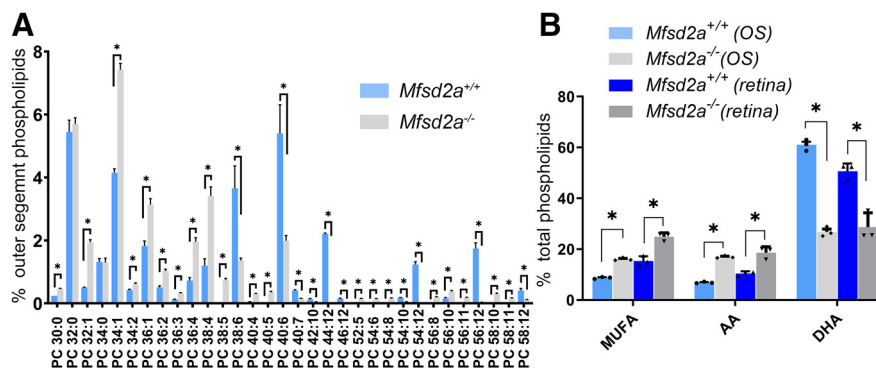 A
% outer segemnt phospholipids
8
6
4
2
0
* * * * * * * * * * * * * * * * * * * * * * * * * * * *
Mfsd2a+/+
Mfsd2a-/-
PC 30:0
PC 32:0
PC 32:1
PC 34:0
PC 34:1
PC 34:2
PC 36:1
PC 36:2
PC 36:3
PC 36:4
PC 38:4
PC 38:5
PC 38:6
PC 40:4
PC 40:5
PC 40:6
PC 40:7
PC 42:10
PC 44:12
PC 46:12
PC 52:5
PC 54:6
PC 54:8
PC 54:10
PC 54:12
PC 56:8
PC 56:10
PC 56:11
PC 56:12
PC 58:10
PC 58:11
PC 58:12
B
Mfsd2a+/+ (OS)
Mfsd2a-/- (OS)
Mfsd2a+/+ (retina)
Mfsd2a-/- (retina)
% total phospholipids
80
60
40
20
0
* * * * * *
MUFA
AA
DHA